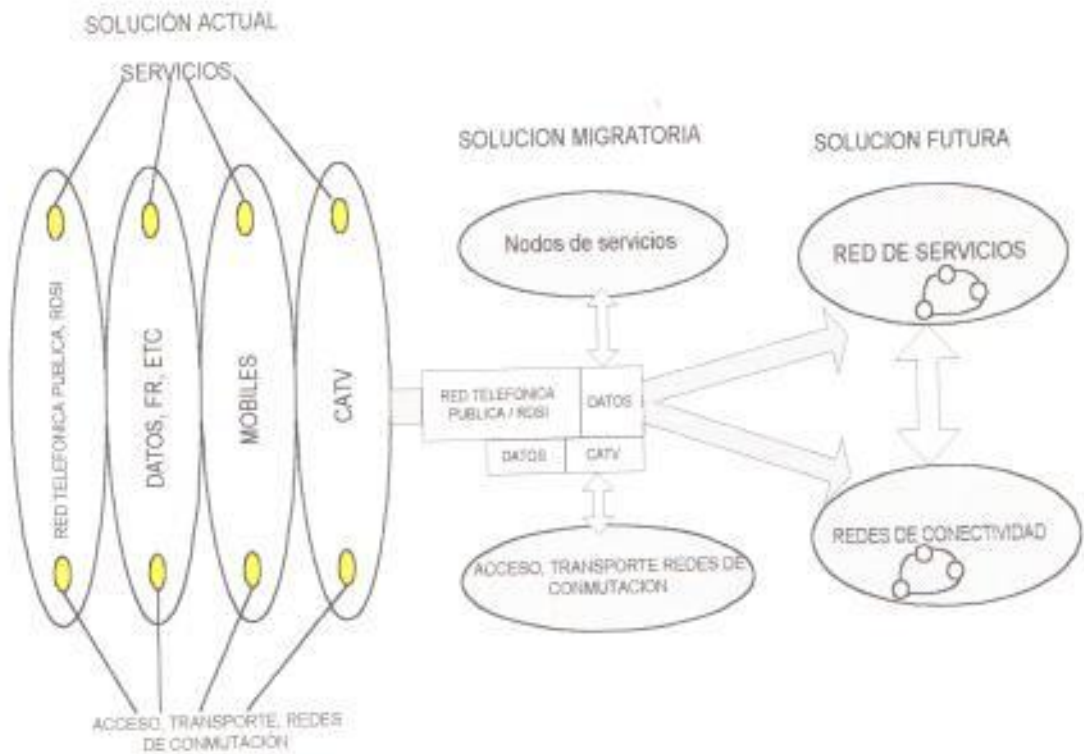 SOLUCIÓN ACTUAL
SERVICIOS
RED TELEFONICA PUBLICA, RDSI
DATOS, FR, ETC
MOBILES
CATV
ACCESO, TRANSPORTE, REDES
DE CONMUTACIÓN
SOLUCION MIGRATORIA
Nodos de servicios
RED TELEFÓNICA
PUBLICA / RDSI
DATOS
DATOS
CATV
ACCESO, TRANSPORTE REDES DE
CONMUTACION
SOLUCION FUTURA
RED DE SERVICIOS
REDES DE CONECTIVIDAD